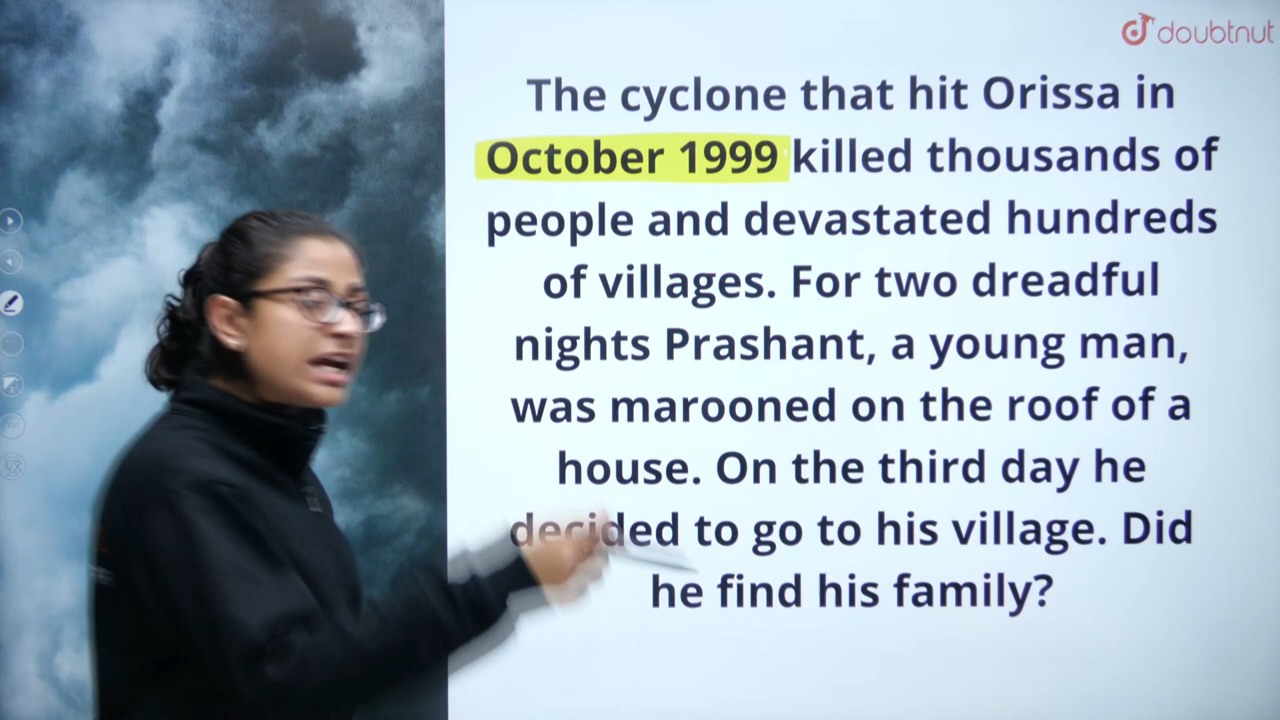 doubtnut
The cyclone that hit Orissa in
October 1999 killed thousands of
people and devastated hundreds
of villages. For two dreadful
nights Prashant, a young man,
was marooned on the roof of a
house. On the third day he
decided to go to his village. Did
he find his family?